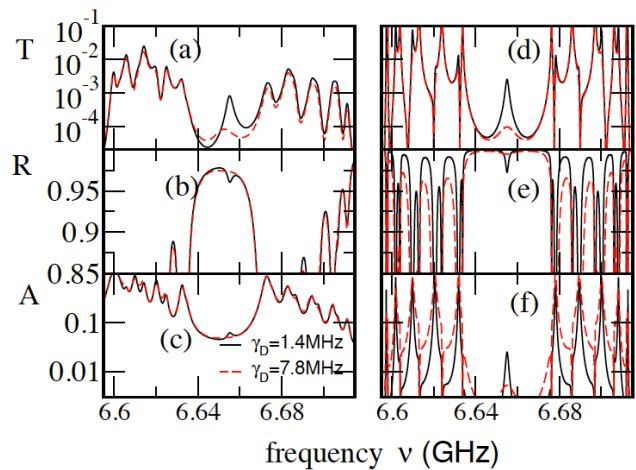 10⁻¹
T (a) (d)
10⁻²
10⁻³
10⁻⁴
R
0.95 (b) (e)
0.9
0.85
A (f)
0.1 (c) γ_D=1.4MHz
0.01 γ_D=7.8MHz
6.6 6.64 6.68 6.6 6.64 6.68
frequency ν (GHz)